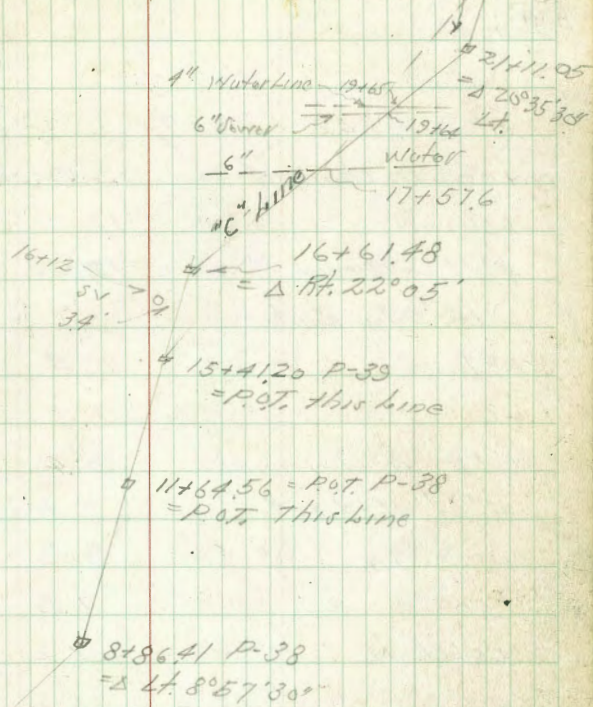 21+11.05
= Δ 20°35'30"
Lt.
4" Water Line
19+65
6" Sewer
19+64
6" Water
17+57.6
"C" Line
16+61.48
= Δ Rt. 22°05'
16+12
SV
34'
15+41.20 P-39
=P.O.T. this Line
11+64.56 = P.O.T. P-38
=P.O.T. This Line
8+86.41 P-38
=Δ Lt. 8°57'30"